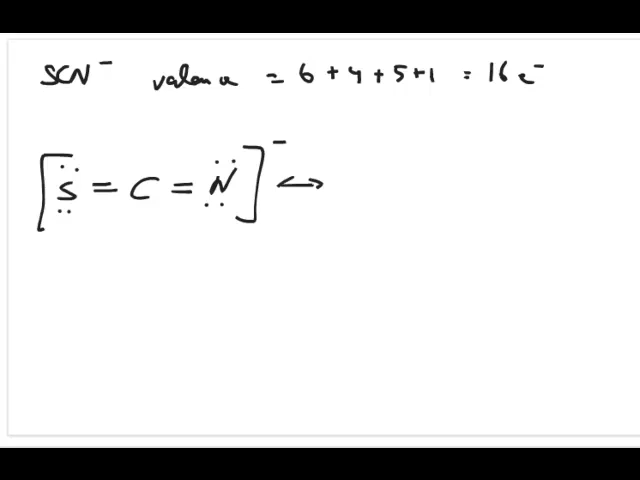 SCN⁻ valence = 6 + 4 + 5 + 1 = 16 e⁻
[S = C = N]⁻ ↔